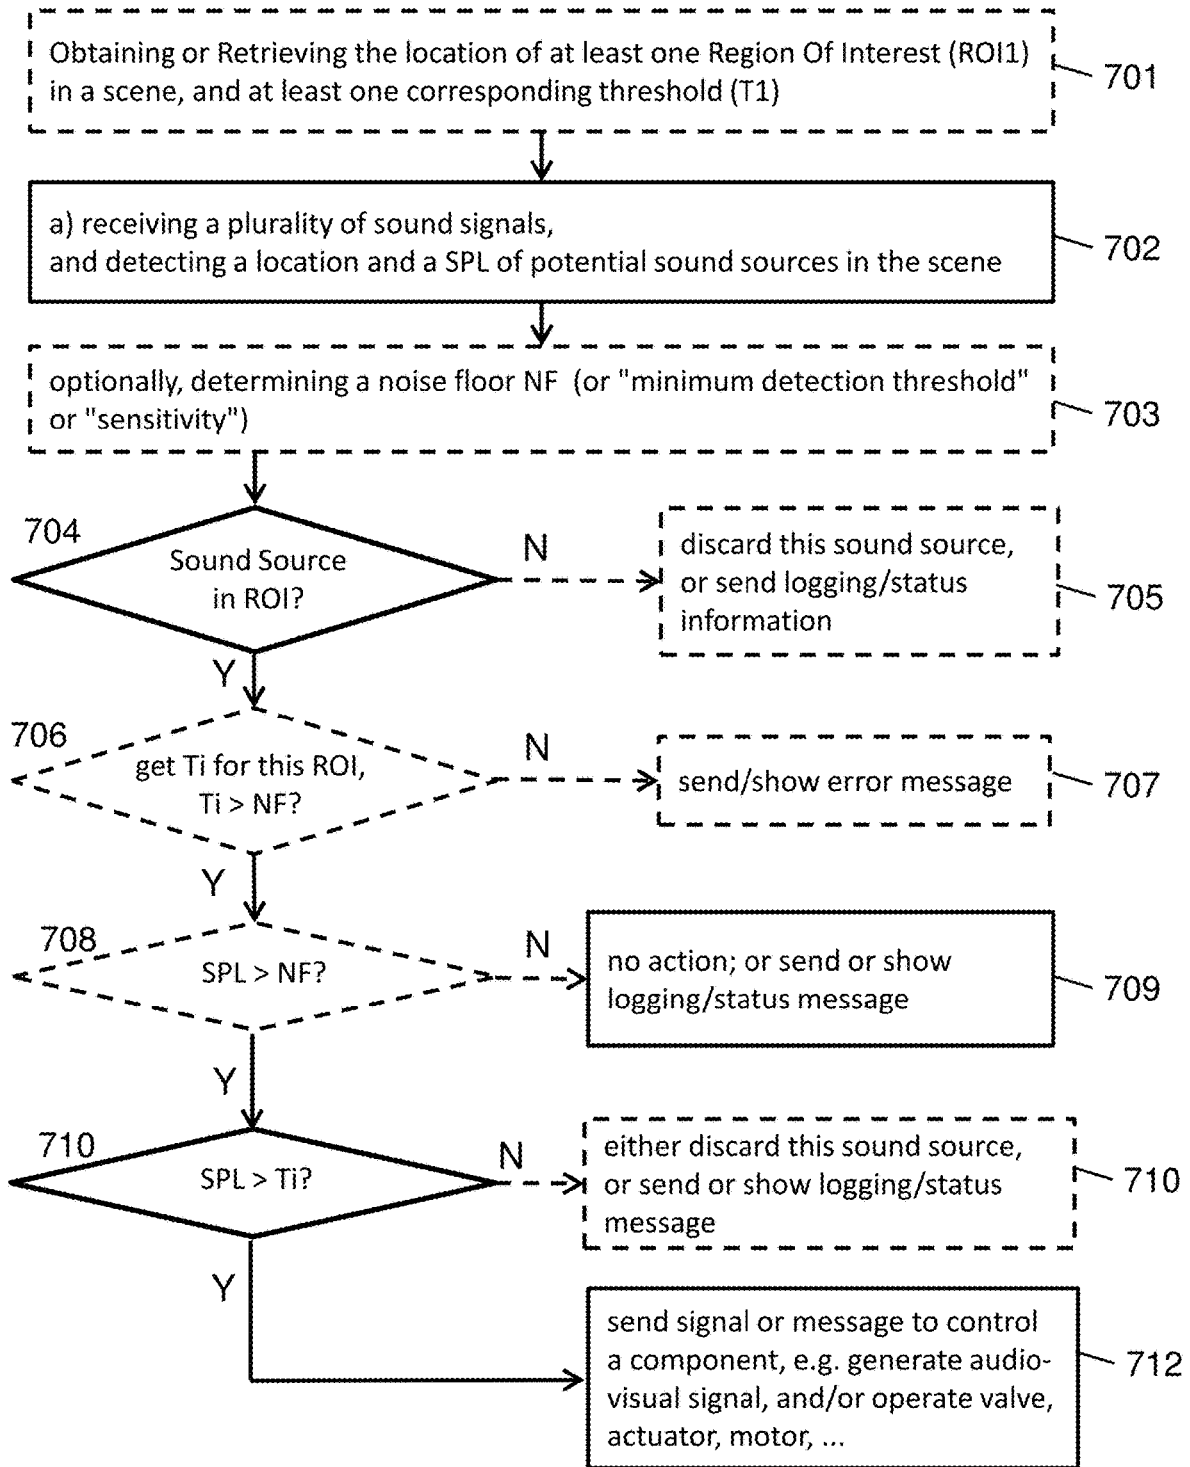 Obtaining or Retrieving the location of at least one Region Of Interest (ROI1)
in a scene, and at least one corresponding threshold (T1)
701
a) receiving a plurality of sound signals,
and detecting a location and a SPL of potential sound sources in the scene
702
optionally, determining a noise floor NF (or "minimum detection threshold"
or "sensitivity")
703
704
Sound Source
in ROI?
N
discard this sound source,
or send logging/status
information
705
Y
706
get Ti for this ROI,
Ti > NF?
N
send/show error message
707
Y
708
SPL > NF?
N
no action; or send or show
logging/status message
709
Y
710
SPL > Ti?
N
either discard this sound source,
or send or show logging/status
message
710
Y
send signal or message to control
a component, e.g. generate audio-
visual signal, and/or operate valve,
actuator, motor, ...
712